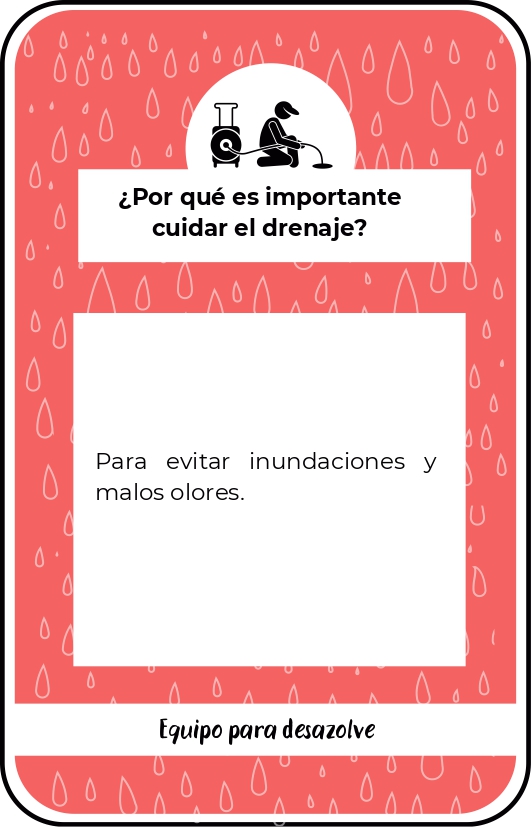 ¿Por qué es importante
cuidar el drenaje?
Para evitar inundaciones y
malos olores.
Equipo para desazolve